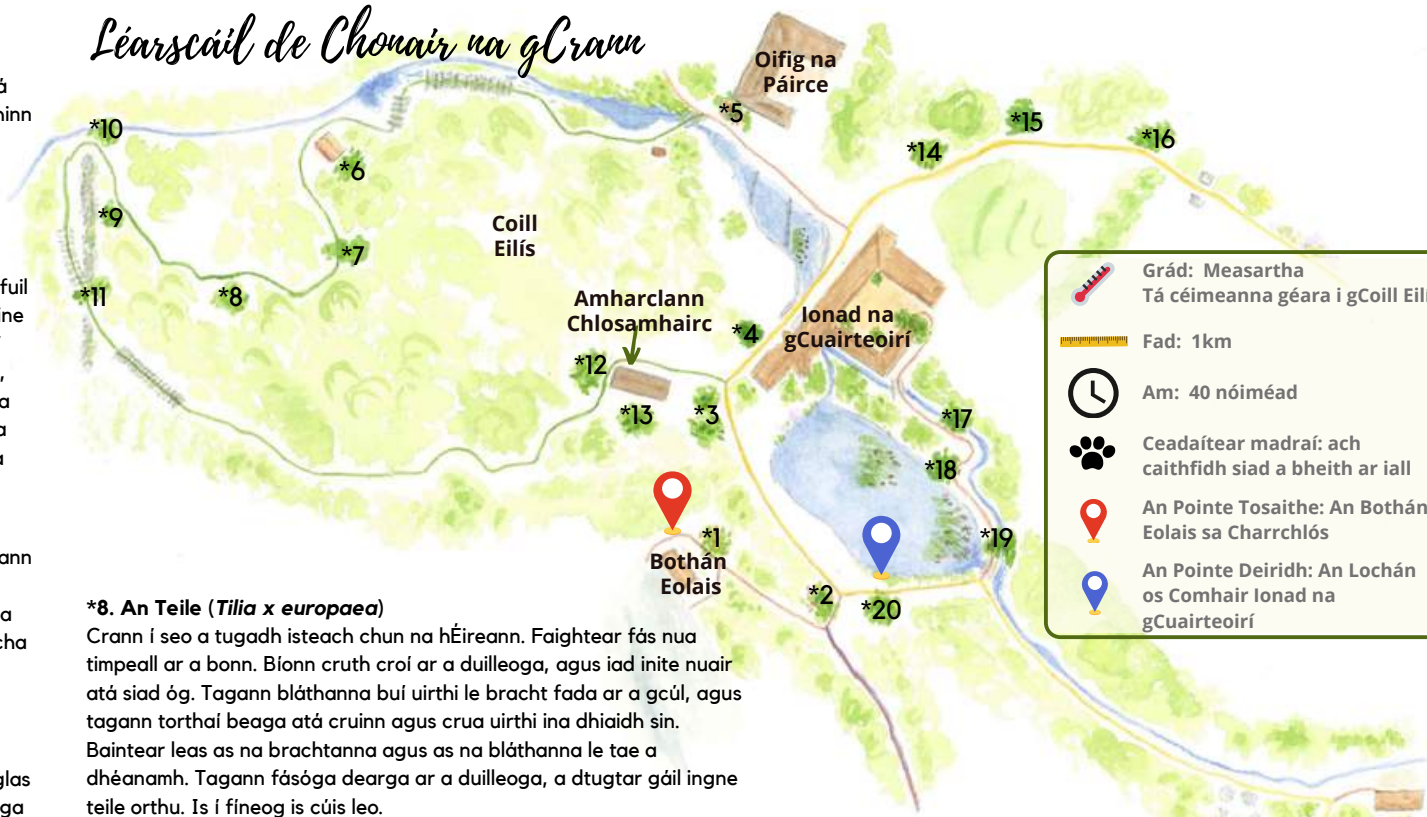 Léarscáil de Chonair na gCrann
Oifig na
Páirce
*5
*15
*16
*14
*10
*6
*9
Coill
Eilís
*7
*8
*11
Amharclann
Chlosamhairc
*4
Ionad na
gCuairteoirí
*12
*13
*3
*17
*18
*19
*1
Bothán
Eolais
*2
*20
Grád: Measartha
Tá céimeanna géara i gCoill Eilí
Fad: 1km
Am: 40 nóiméad
Ceadaítear madraí: ach
caithfidh siad a bheith ar iall
An Pointe Tosaithe: An Bothán
Eolais sa Charrchlós
An Pointe Deiridh: An Lochán
os Comhair Ionad na
gCuairteoirí
*8. An Teile (Tilia x europaea)
Crann í seo a tugadh isteach chun na hÉireann. Faightear fás nua
timpeall ar a bonn. Bíonn cruth croí ar a duilleoga, agus iad inite nuair
atá siad óg. Tagann bláthanna buí uirthi le bracht fada ar a gcúl, agus
tagann torthaí beaga atá cruinn agus crua uirthi ina dhiaidh sin.
Baintear leas as na brachtanna agus as na bláthanna le tae a
dhéanamh. Tagann fásóga dearga ar a duilleoga, a dtugtar gáil ingne
teile orthu. Is í fíneog is cúis leo.